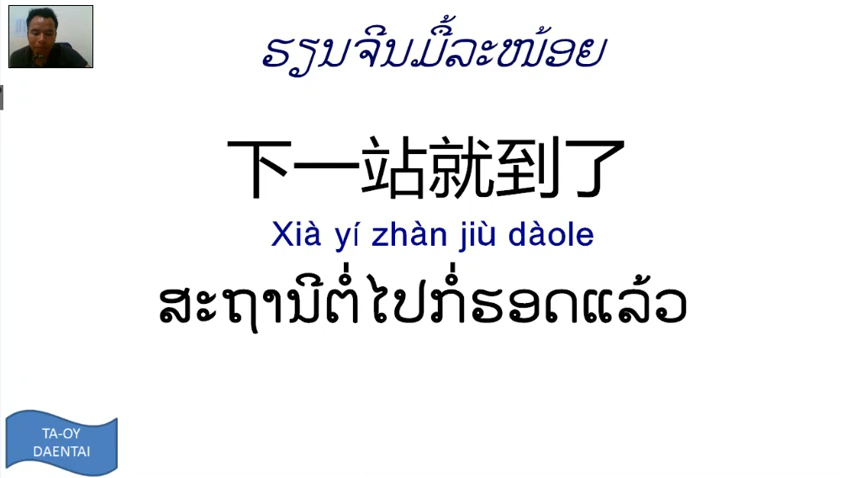 ຮຽນຈີນມື້ລະໜ້ອຍ
下一站就到了
Xià yí zhàn jiù dàole
ສະຖານີຕໍ່ໄປກໍ່ຮອດແລ້ວ
TA-OY
DAENTAI